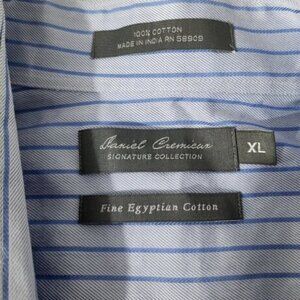 100% COTTON
MADE IN INDIA RN 58909
Daniel Cremieux
SIGNATURE COLLECTION
XL
Fine Egyptian Cotton